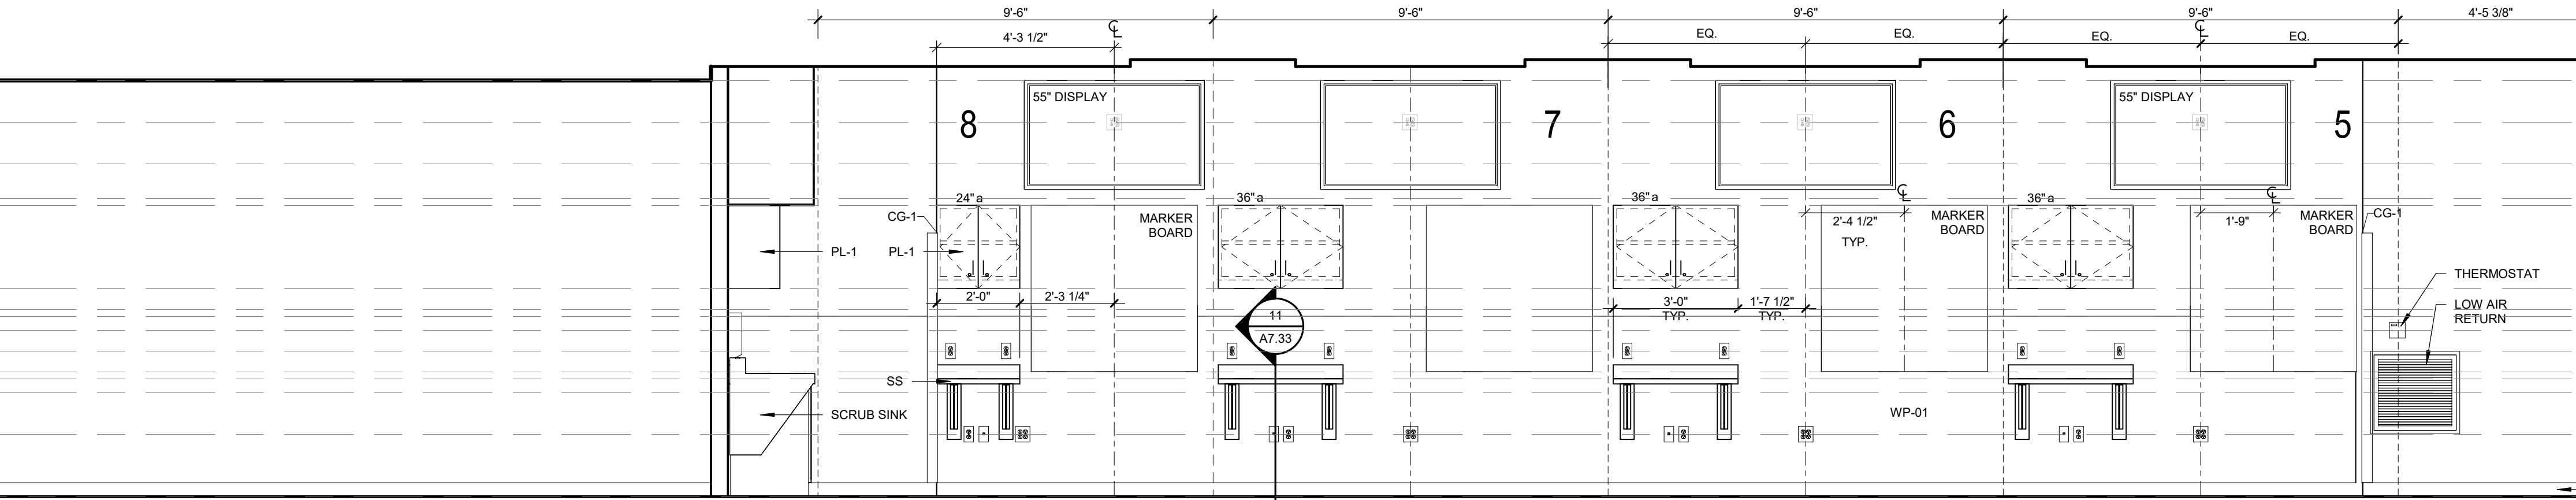 9'-6"
9'-6"
9'-6"
9'-6"
4'-5 3/8"
4'-3 1/2"
EQ.
EQ.
EQ.
EQ.
55" DISPLAY
55" DISPLAY
8
7
6
5
24" a
36" a
36" a
36" a
CG-1
MARKER
BOARD
2'-4 1/2"
TYP.
MARKER
BOARD
1'-9"
MARKER
BOARD
CG-1
PL-1
PL-1
THERMOSTAT
2'-0"
2'-3 1/4"
3'-0"
TYP.
1'-7 1/2"
TYP.
LOW AIR
RETURN
11
A7.33
SS
SCRUB SINK
WP-01